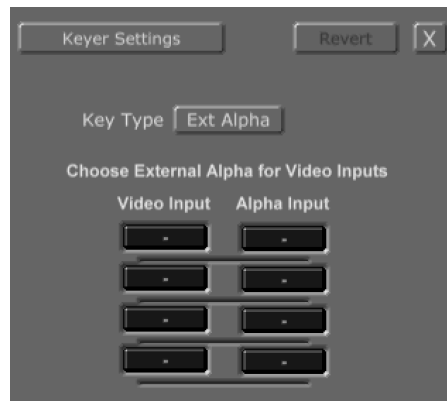 Keyer Settings Revert X
Key Type Ext Alpha
Choose External Alpha for Video Inputs
Video Input Alpha Input
- -
- -
- -
- -